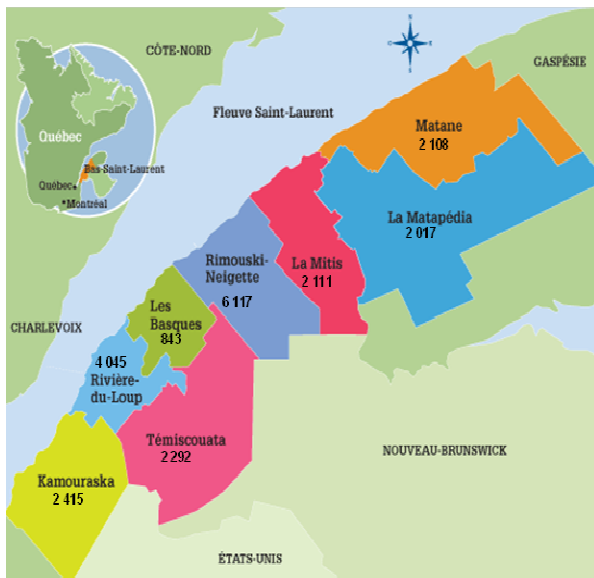 CÔTE-NORD
GASPÉSIE
Fleuve Saint-Laurent
Québec
Bas-Saint-Laurent
Québec
Montréal
Matane
2 108
La Matapédia
2 017
Rimouski-
Neigette
6 117
La Mitis
2 111
Les
Basques
843
CHARLEVOIX
4 045
Rivière-
du-Loup
Témiscouata
2 292
NOUVEAU-BRUNSWICK
Kamouraska
2 415
ÉTATS-UNIS